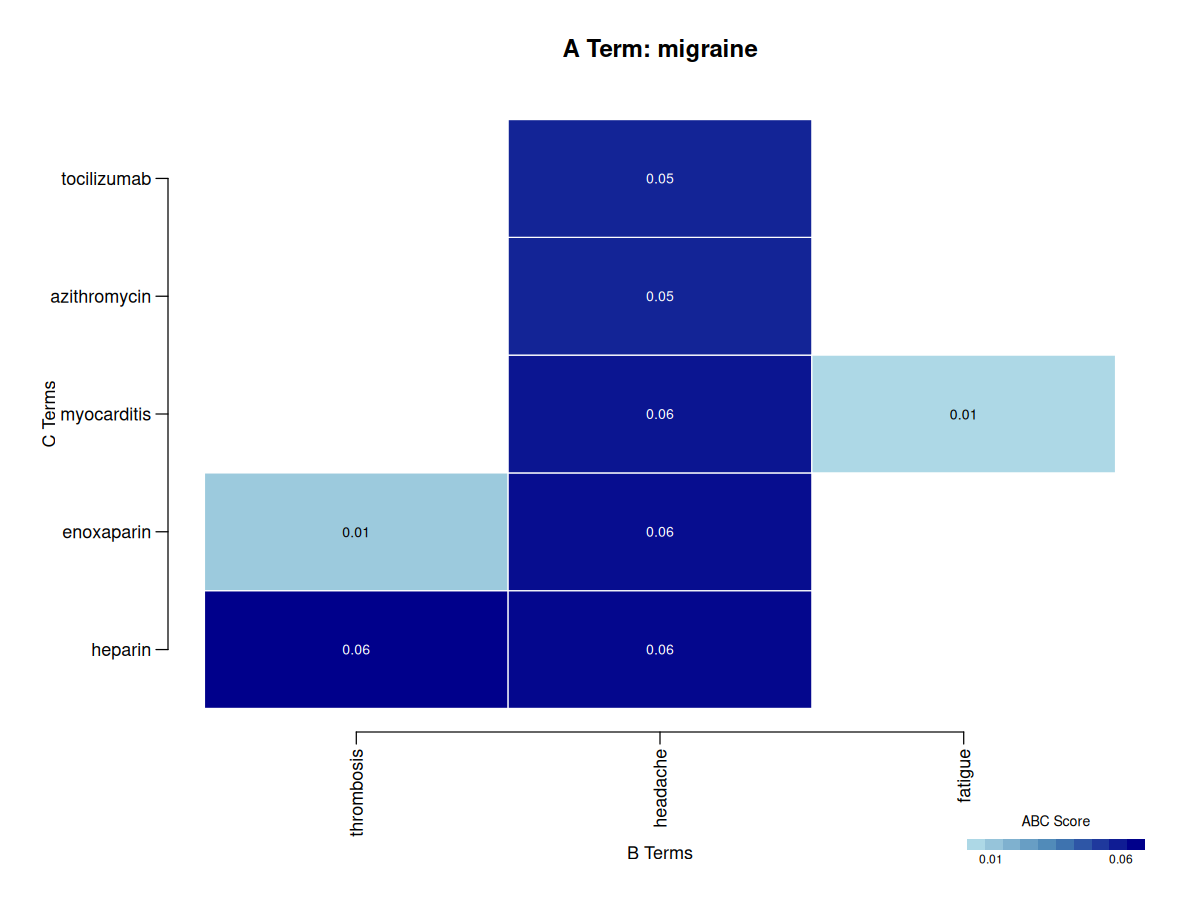 A Term: migraine
tocilizumab
0.05
azithromycin
0.05
C Terms
myocarditis
0.06
0.01
enoxaparin
0.01
0.06
heparin
0.06
0.06
thrombosis
headache
fatigue
B Terms
ABC Score
0.01
0.06